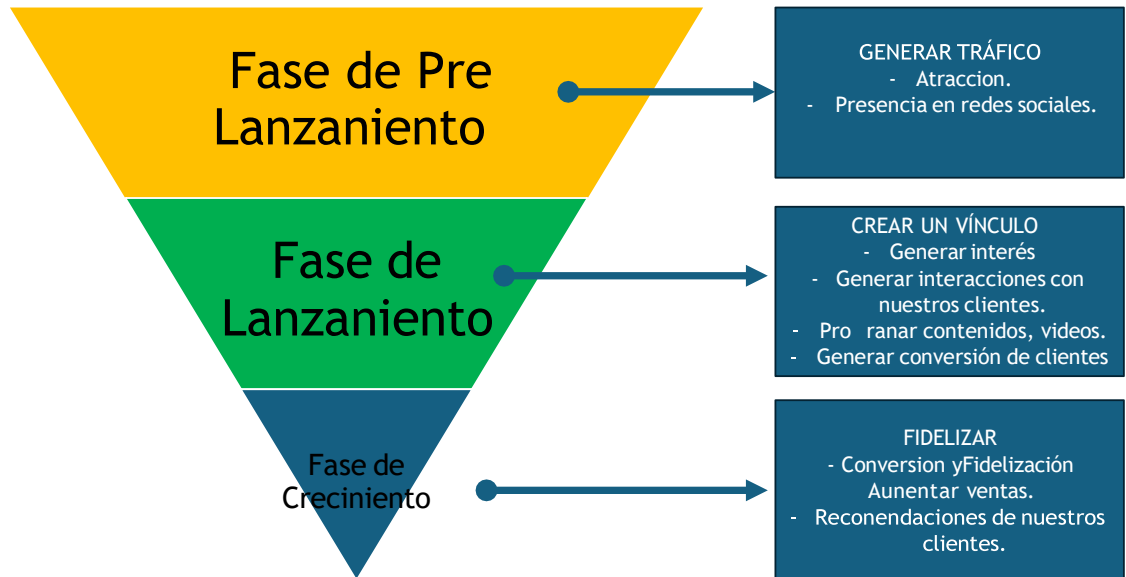 Fase de Pre
Lanzaniento
GENERAR TRÁFICO
- Atraccion.
- Presencia en redes sociales.
Fase de
Lanzaniento
CREAR UN VÍNCULO
- Generar interés
- Generar interacciones con
nuestros clientes.
- Pro ranar contenidos, videos.
- Generar conversión de clientes
Fase de
Creciniento
FIDELIZAR
- Conversion yFidelización
Aunentar ventas.
- Reconendaciones de nuestros
clientes.